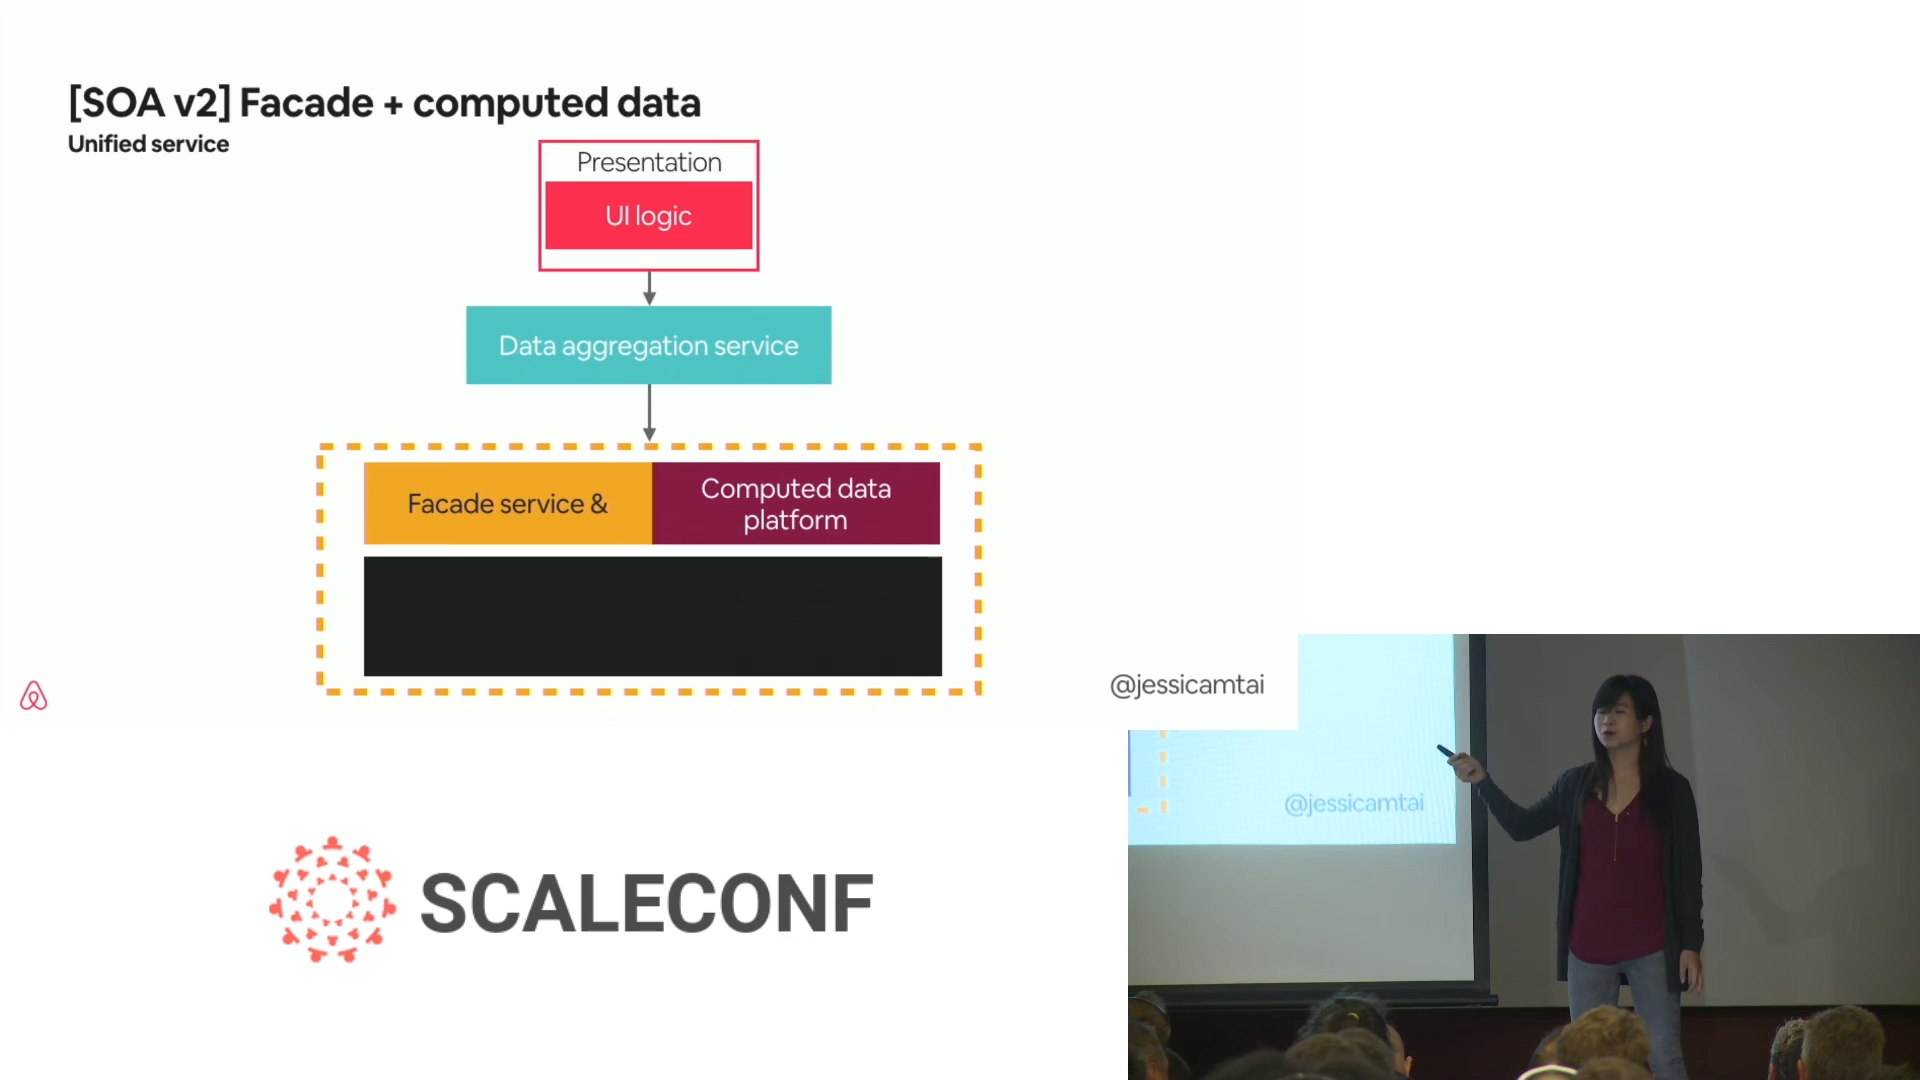 [SOA v2] Facade + computed data
Unified service
Presentation
UI logic
Data aggregation service
Facade service &
Computed data
platform
@jessicamtai
@jessicamtai
SCALECONF